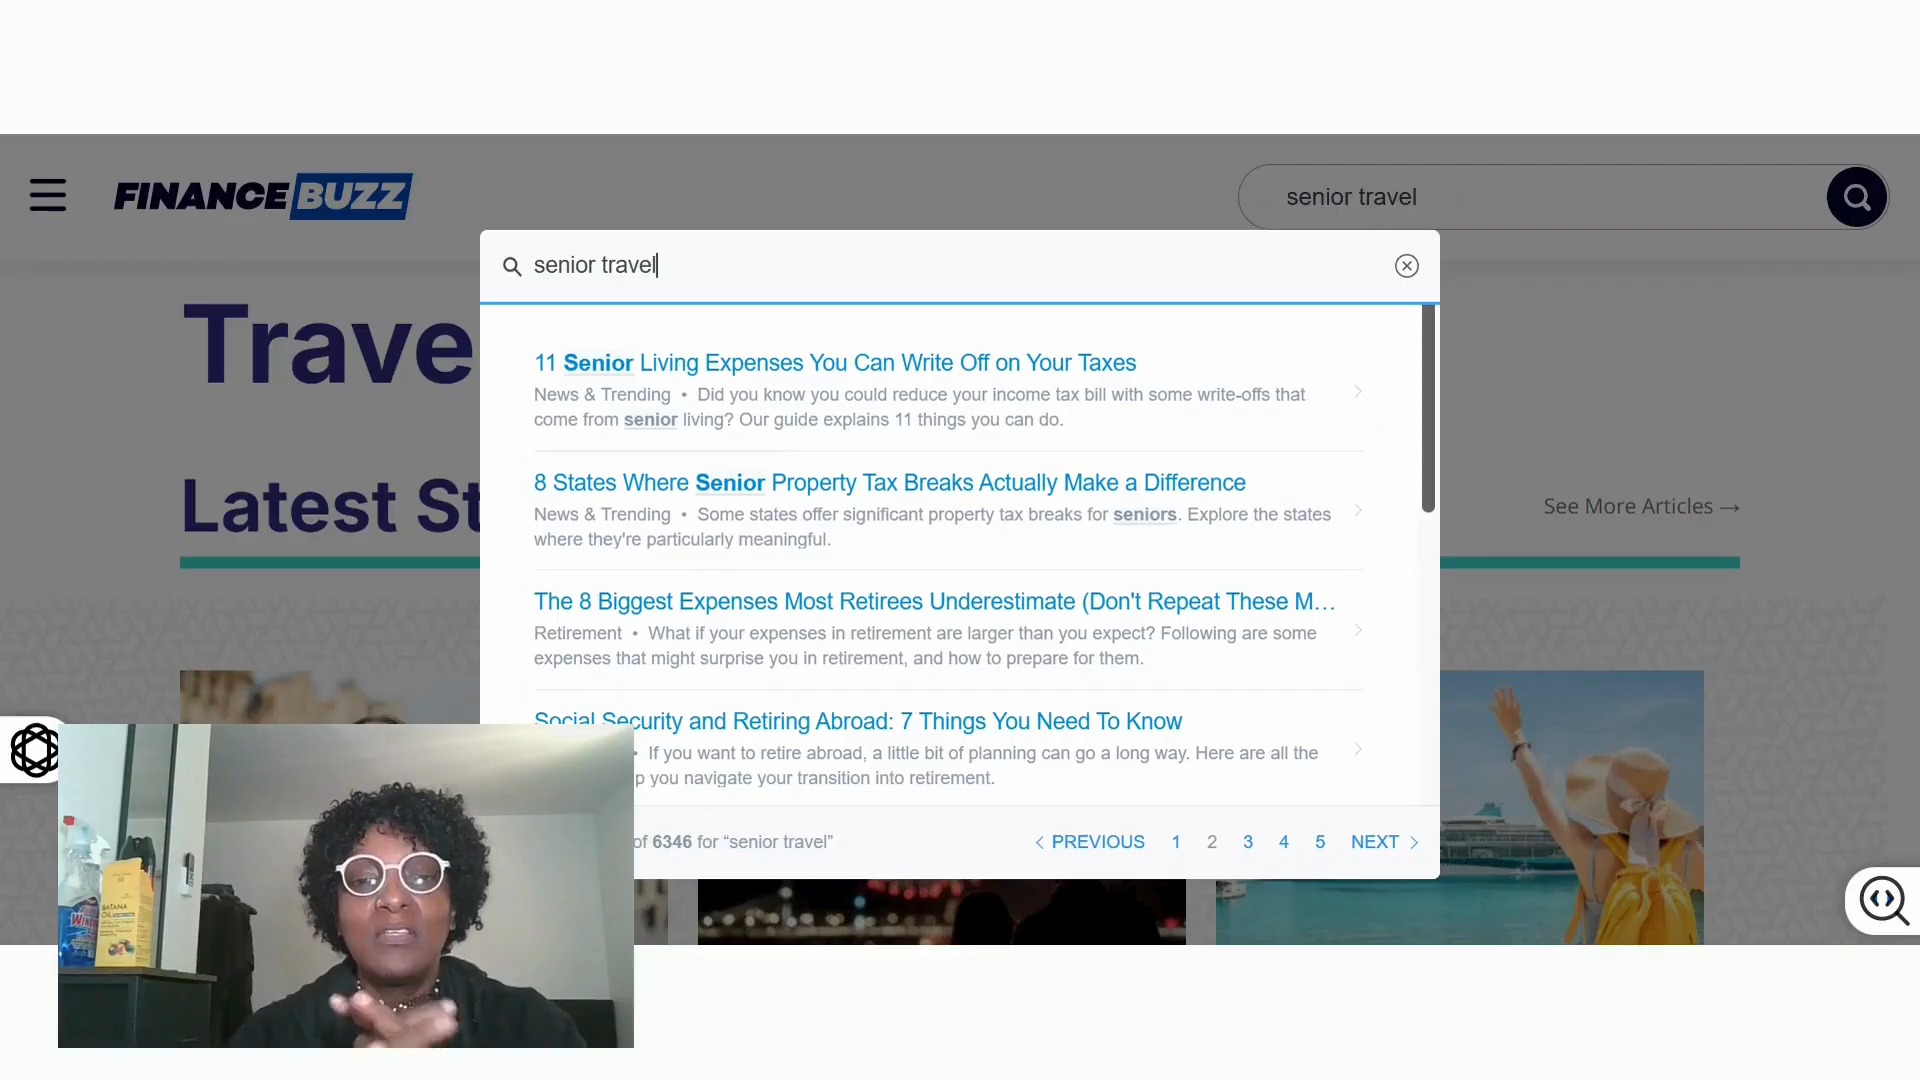 FINANCEBUZZ
senior travel
senior travel
Trave
11 Senior Living Expenses You Can Write Off on Your Taxes
News & Trending • Did you know you could reduce your income tax bill with some write-offs that
come from senior living? Our guide explains 11 things you can do.
Latest St
See More Articles →
8 States Where Senior Property Tax Breaks Actually Make a Difference
News & Trending • Some states offer significant property tax breaks for seniors. Explore the states
where they're particularly meaningful.
The 8 Biggest Expenses Most Retirees Underestimate (Don't Repeat These M...
Retirement • What if your expenses in retirement are larger than you expect? Following are some
expenses that might surprise you in retirement, and how to prepare for them.
Social Security and Retiring Abroad: 7 Things You Need To Know
• If you want to retire abroad, a little bit of planning can go a long way. Here are all the
p you navigate your transition into retirement.
of 6346 for “senior travel”
< PREVIOUS 1 2 3 4 5 NEXT >
BATANA
OIL